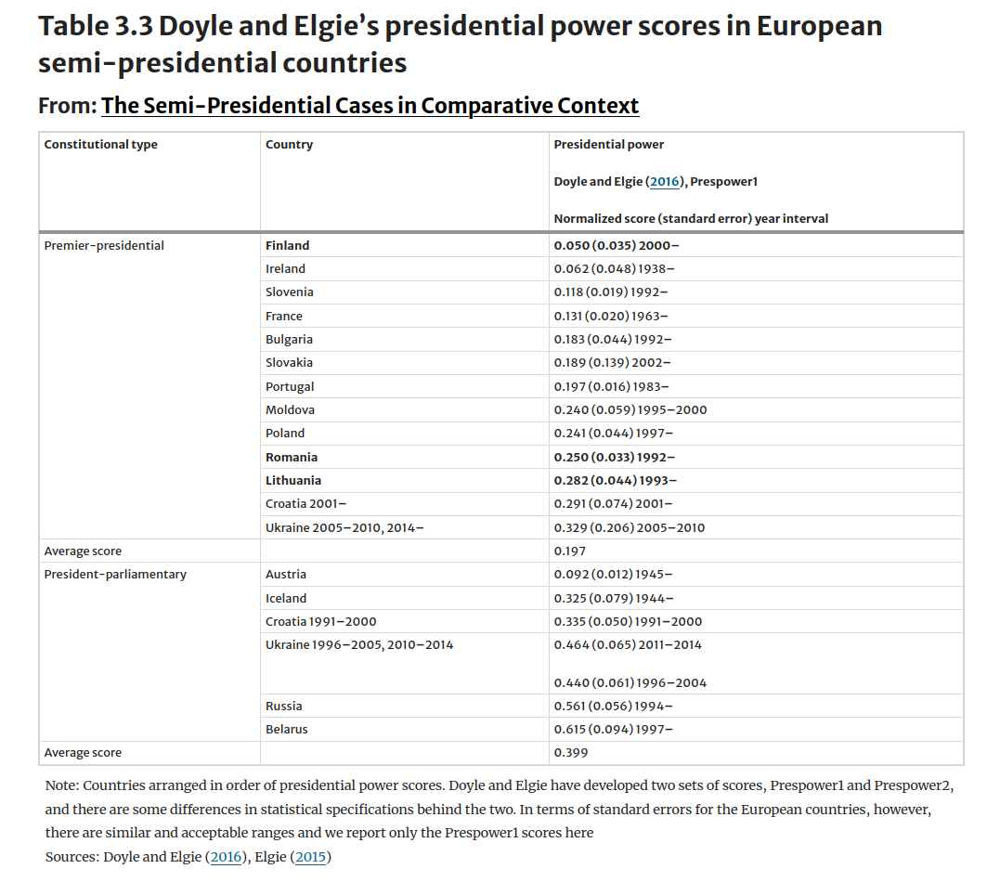 Table 3.3 Doyle and Elgie’s presidential power scores in European
semi-presidential countries
From: The Semi-Presidential Cases in Comparative Context
Constitutional type Country Presidential power
Doyle and Elgie (2016), Prespower1
Normalized score (standard error) year interval
Premier-presidential Finland 0.050 (0.035) 2000–
Ireland 0.062 (0.048) 1938–
Slovenia 0.118 (0.019) 1992–
France 0.131 (0.020) 1963–
Bulgaria 0.183 (0.044) 1992–
Slovakia 0.189 (0.139) 2002–
Portugal 0.197 (0.016) 1983–
Moldova 0.240 (0.059) 1995–2000
Poland 0.241 (0.044) 1997–
Romania 0.250 (0.033) 1992–
Lithuania 0.282 (0.044) 1993–
Croatia 2001– 0.291 (0.074) 2001–
Ukraine 2005–2010, 2014– 0.329 (0.206) 2005–2010
Average score 0.197
President-parliamentary Austria 0.092 (0.012) 1945–
Iceland 0.325 (0.079) 1944–
Croatia 1991–2000 0.335 (0.050) 1991–2000
Ukraine 1996–2005, 2010–2014 0.464 (0.065) 2011–2014
0.440 (0.061) 1996–2004
Russia 0.561 (0.056) 1994–
Belarus 0.615 (0.094) 1997–
Average score 0.399
Note: Countries arranged in order of presidential power scores. Doyle and Elgie have developed two sets of scores, Prespower1 and Prespower2,
and there are some differences in statistical specifications behind the two. In terms of standard errors for the European countries, however,
there are similar and acceptable ranges and we report only the Prespower1 scores here
Sources: Doyle and Elgie (2016), Elgie (2015)